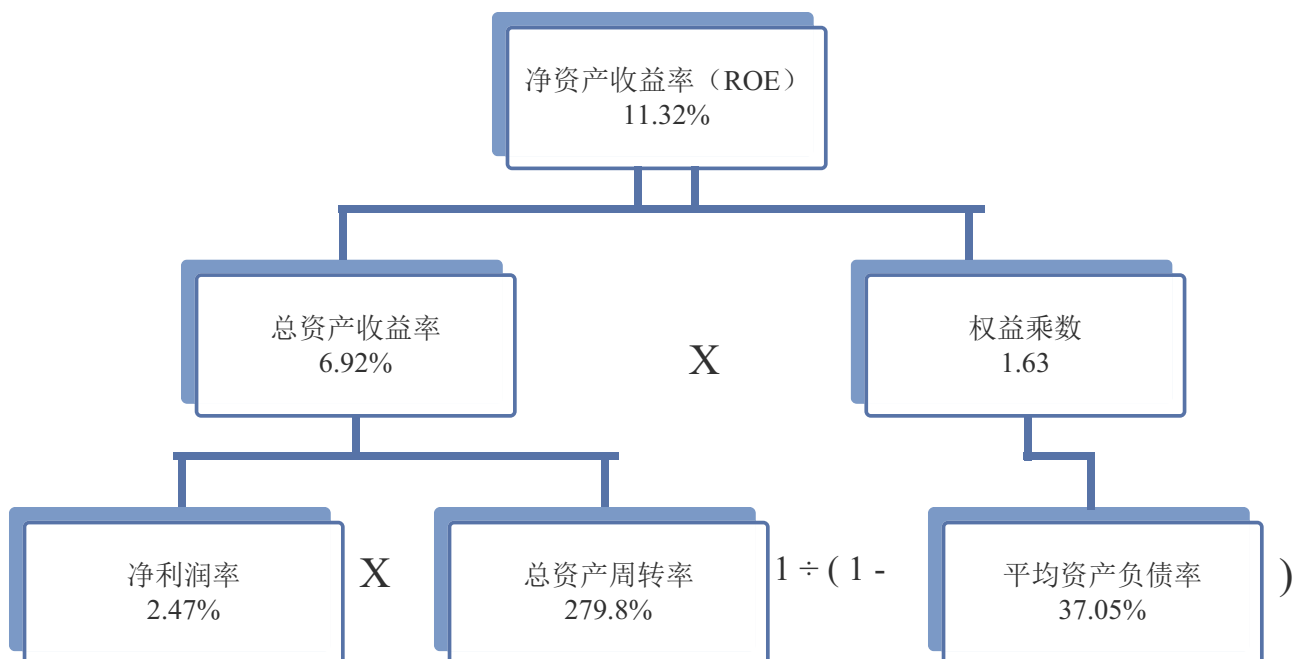 净资产收益率（ROE）
11.32%
总资产收益率
6.92%
X
权益乘数
1.63
净利润率
2.47%
X
总资产周转率
279.8%
1 ÷ ( 1 -
平均资产负债率
37.05%
)